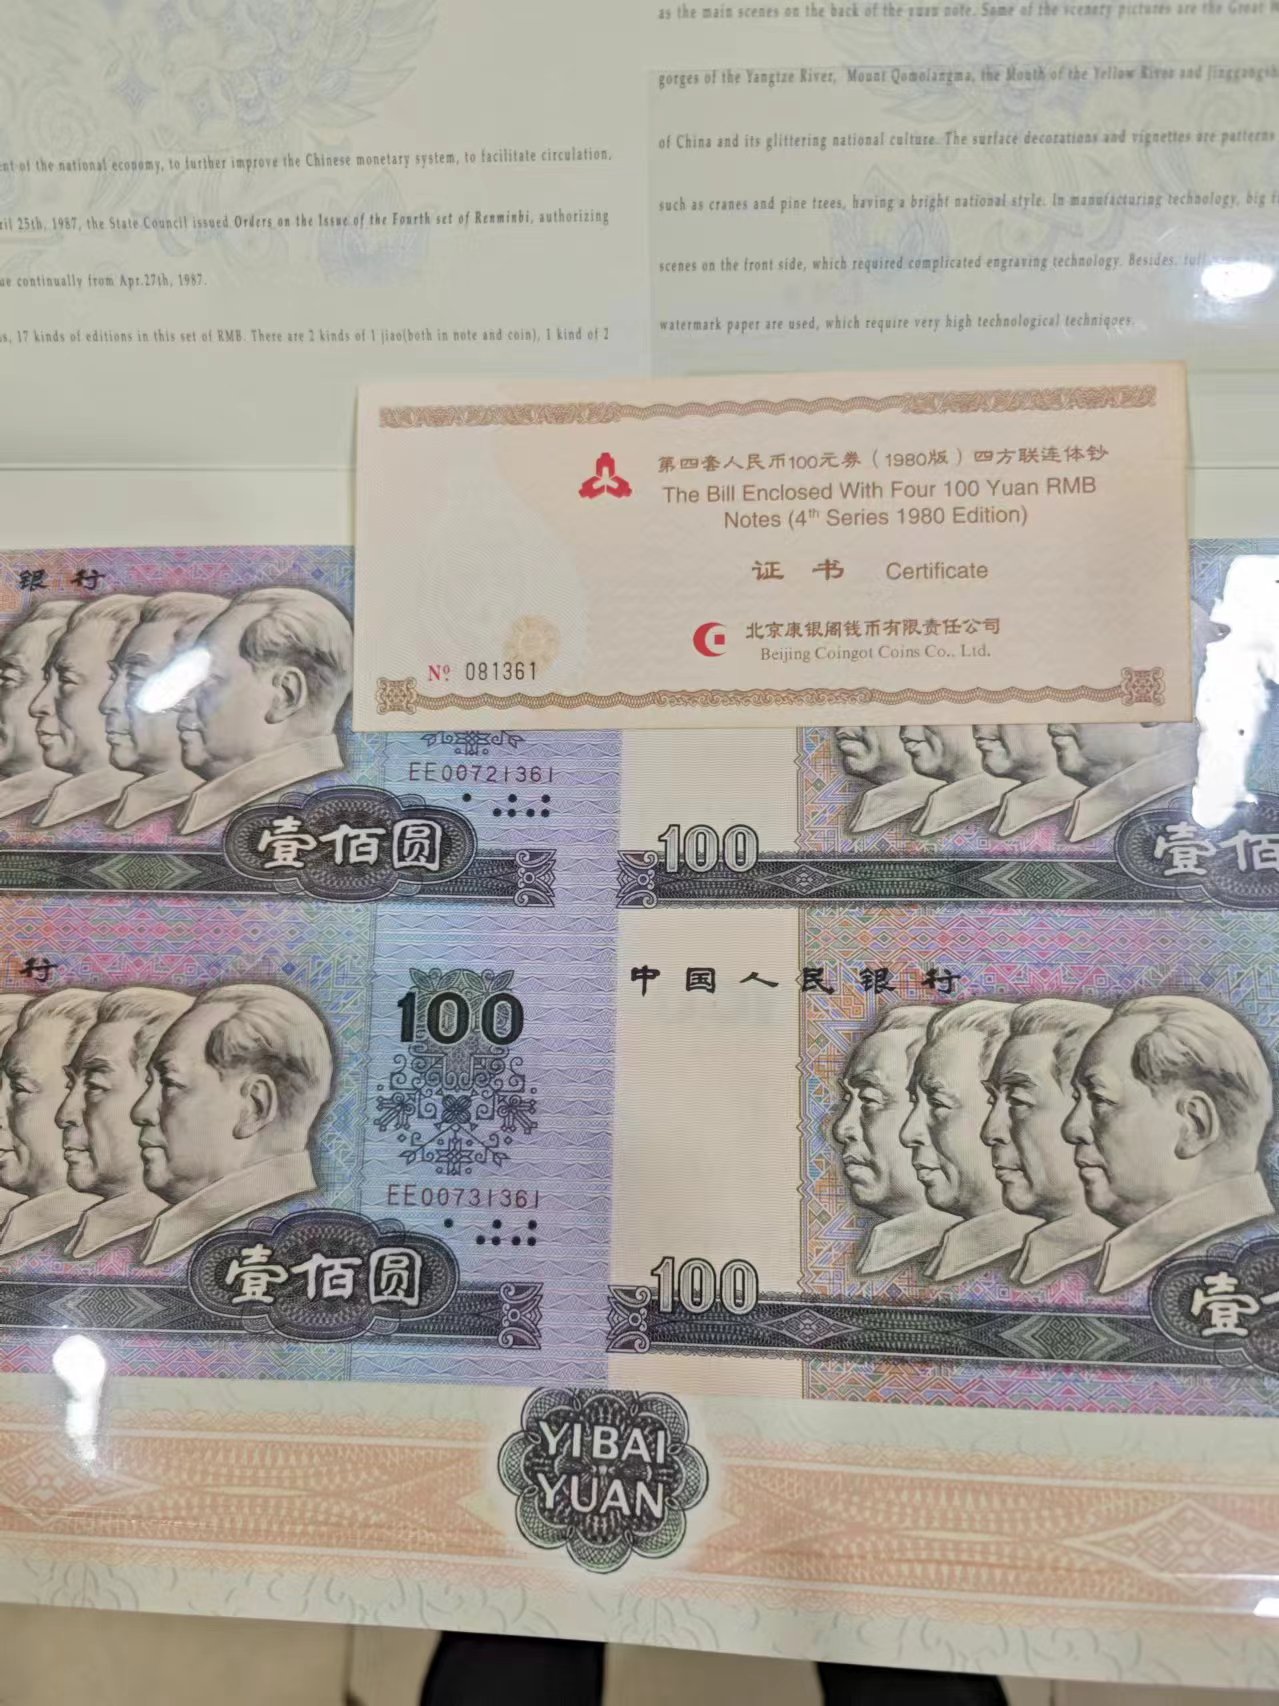 ent of the national economy, to further improve the Chinese monetary system, to facilitate circulation,
ril 25th, 1987, the State Council issued Orders on the Issue of the Fourth set of Renminbi, authorizing
ue continually from Apr.27th, 1987.
s, 17 kinds of editions in this set of RMB. There are 2 kinds of 1 jiao(both in note and coin), 1 kind of 2
as the main scenes on the back of the yuan note. Some of the scenery pictures are the Great
gorges of the Yangtze River, Mount Qomolangma, the Mouth of the Yellow River and Jinggangsh
of China and its glittering national culture. The surface decorations and vignettes are patterns
such as cranes and pine trees, having a bright national style. In manufacturing technology, big
scenes on the front side, which required complicated engraving technology. Besides,
watermark paper are used, which require very high technological techniqoes.
第四套人民币100元券（1980版）四方联连体钞
The Bill Enclosed With Four 100 Yuan RMB
Notes (4th Series 1980 Edition)
证书 Certificate
北京康银阁钱币有限责任公司
Beijing Coingot Coins Co., Ltd.
Nº 081361
银行
EE00721361
壹佰圆
100
壹佰
行
100
EE00731361
壹佰圆
中国人民银行
100
壹
YI BAI
YUAN